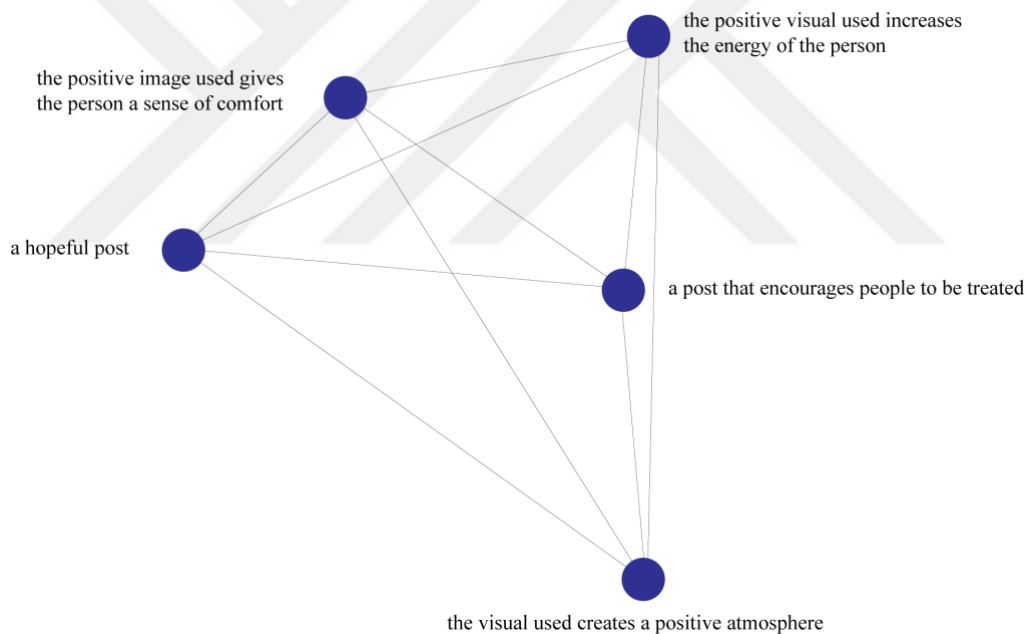 the positive visual used increases
the energy of the person
the positive image used gives
the person a sense of comfort
a hopeful post
a post that encourages people to be treated
the visual used creates a positive atmosphere